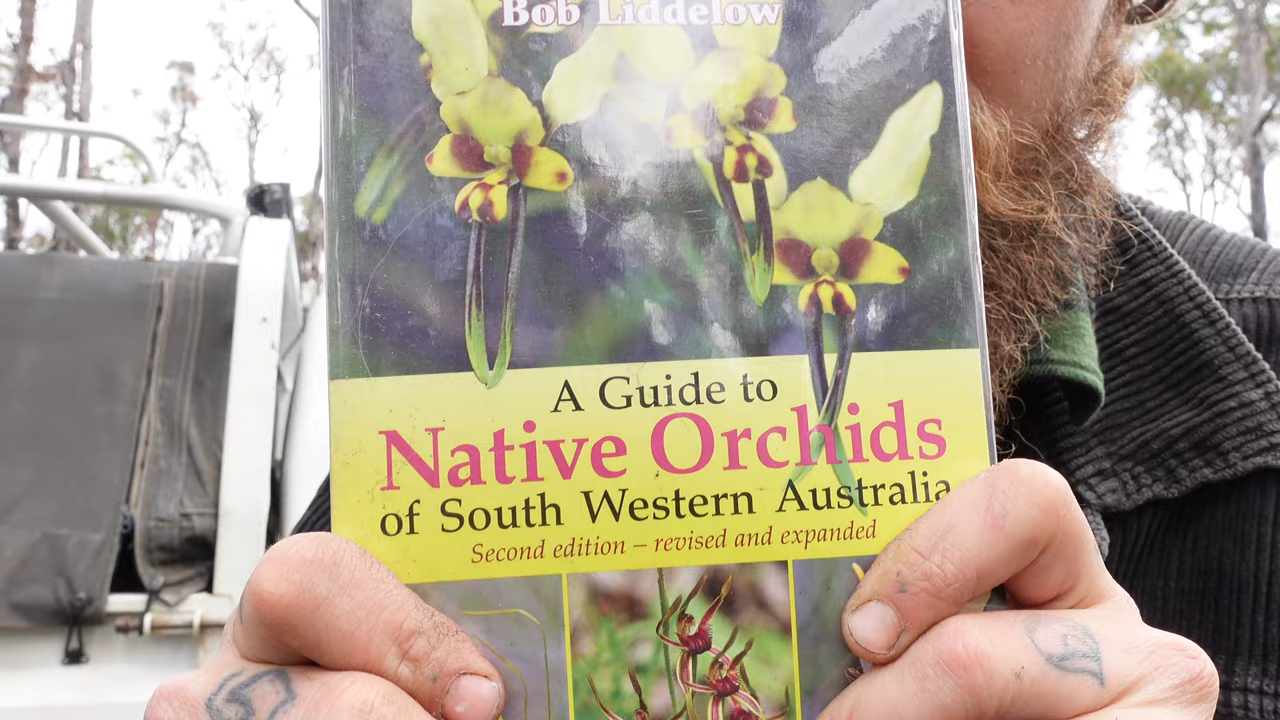 Bob Liddelow
A Guide to
Native Orchids
of South Western Australia
Second edition – revised and expanded